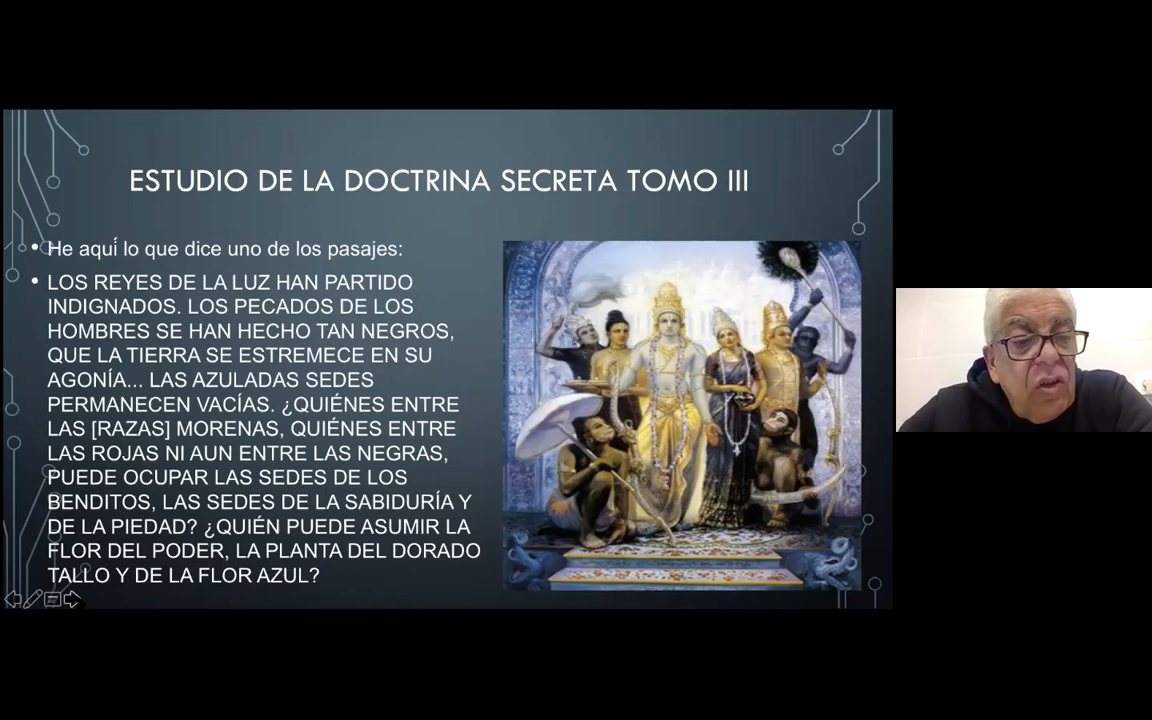 ESTUDIO DE LA DOCTRINA SECRETA TOMO III
• He aquí lo que dice uno de los pasajes:
• LOS REYES DE LA LUZ HAN PARTIDO
INDIGNADOS. LOS PECADOS DE LOS
HOMBRES SE HAN HECHO TAN NEGROS,
QUE LA TIERRA SE ESTREMECE EN SU
AGONÍA... LAS AZULADAS SEDES
PERMANECEN VACÍAS. ¿QUIÉNES ENTRE
LAS [RAZAS] MORENAS, QUIÉNES ENTRE
LAS ROJAS NI AUN ENTRE LAS NEGRAS,
PUEDE OCUPAR LAS SEDES DE LOS
BENDITOS, LAS SEDES DE LA SABIDURÍA Y
DE LA PIEDAD? ¿QUIÉN PUEDE ASUMIR LA
FLOR DEL PODER, LA PLANTA DEL DORADO
TALLO Y DE LA FLOR AZUL?